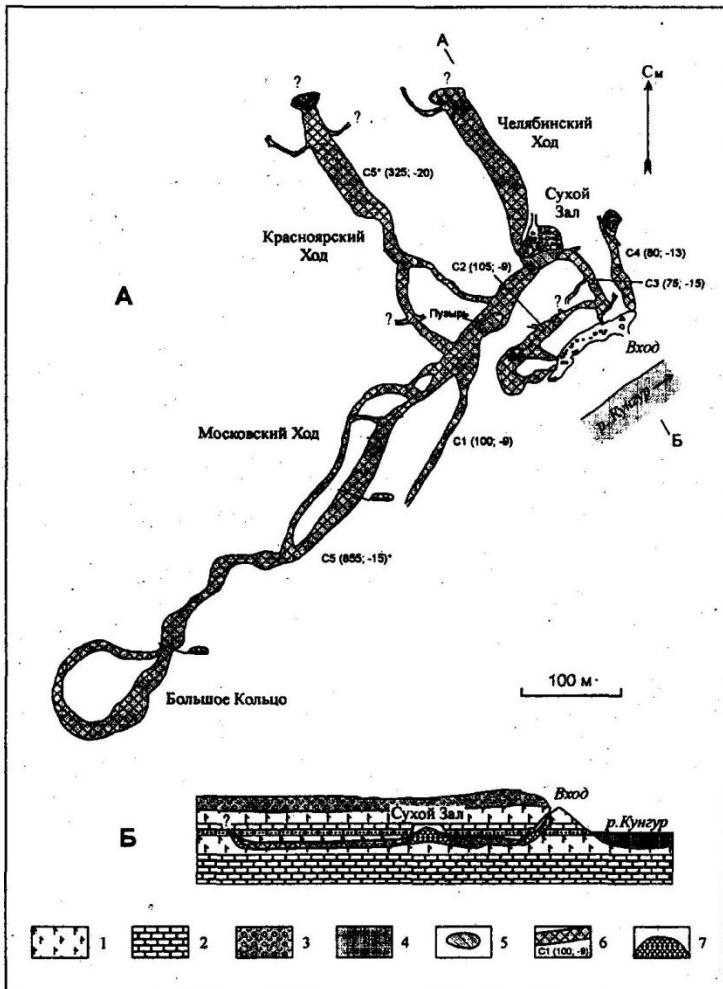 А
?
?
См
Челябинский
Ход
?
C5* (325; -20)
Сухой
Зал
C4 (80; -13)
Красноярский
Ход
C2 (105; -9)
C3 (75; -15)
А
?
?
Пузырь
Вход
р. Кунгур
Б
Московский Ход
C1 (100; -9)
C5 (855; -15)*
100 м
Большое Кольцо
Вход
?
Сухой Зал
р.Кунгур
Б
1
2
3
4
5
6
7
C1 (100, -9)